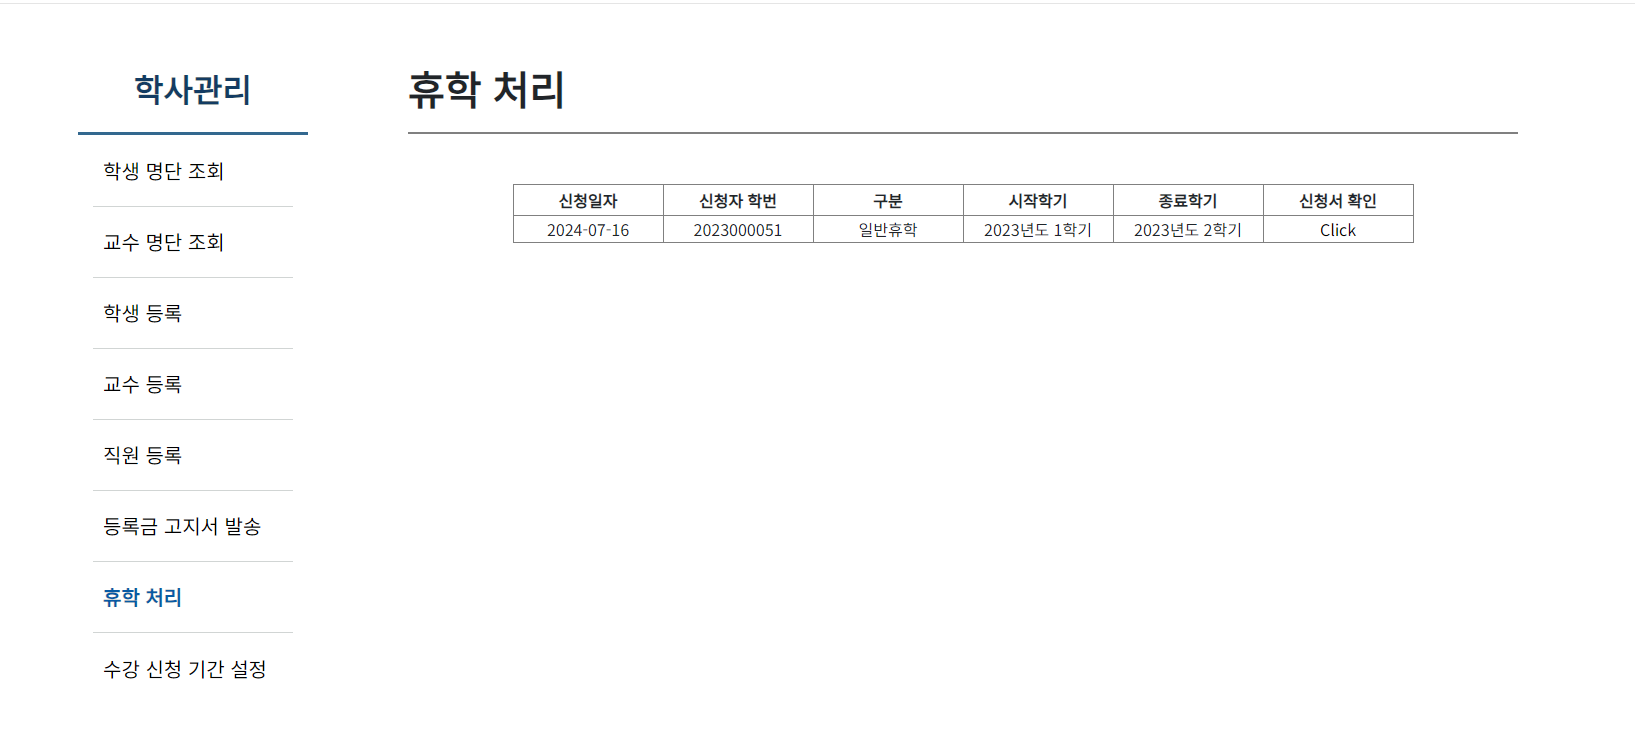 학사관리
학생 명단 조회
교수 명단 조회
학생 등록
교수 등록
직원 등록
등록금 고지서 발송
휴학 처리
수강 신청 기간 설정
휴학 처리
신청일자 신청자 학번 구분 시작학기 종료학기 신청서 확인
2024-07-16 2023000051 일반휴학 2023년도 1학기 2023년도 2학기 Click